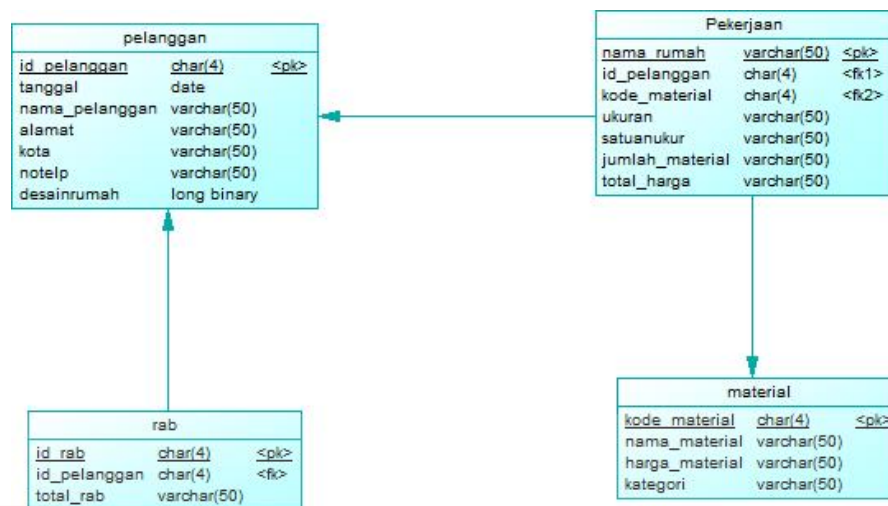 pelanggan
id_pelanggan char(4) <pk>
tanggal date
nama_pelanggan varchar(50)
alamat varchar(50)
kota varchar(50)
notelp varchar(50)
desainrumah long binary
Pekerjaan
nama_rumah varchar(50) <pk>
id_pelanggan char(4) <fk1>
kode_material char(4) <fk2>
ukuran varchar(50)
satuanukur varchar(50)
jumlah_material varchar(50)
total_harga varchar(50)
rab
id_rab char(4) <pk>
id_pelanggan char(4) <fk>
total_rab varchar(50)
material
kode_material char(4) <pk>
nama_material varchar(50)
harga_material varchar(50)
kategori varchar(50)